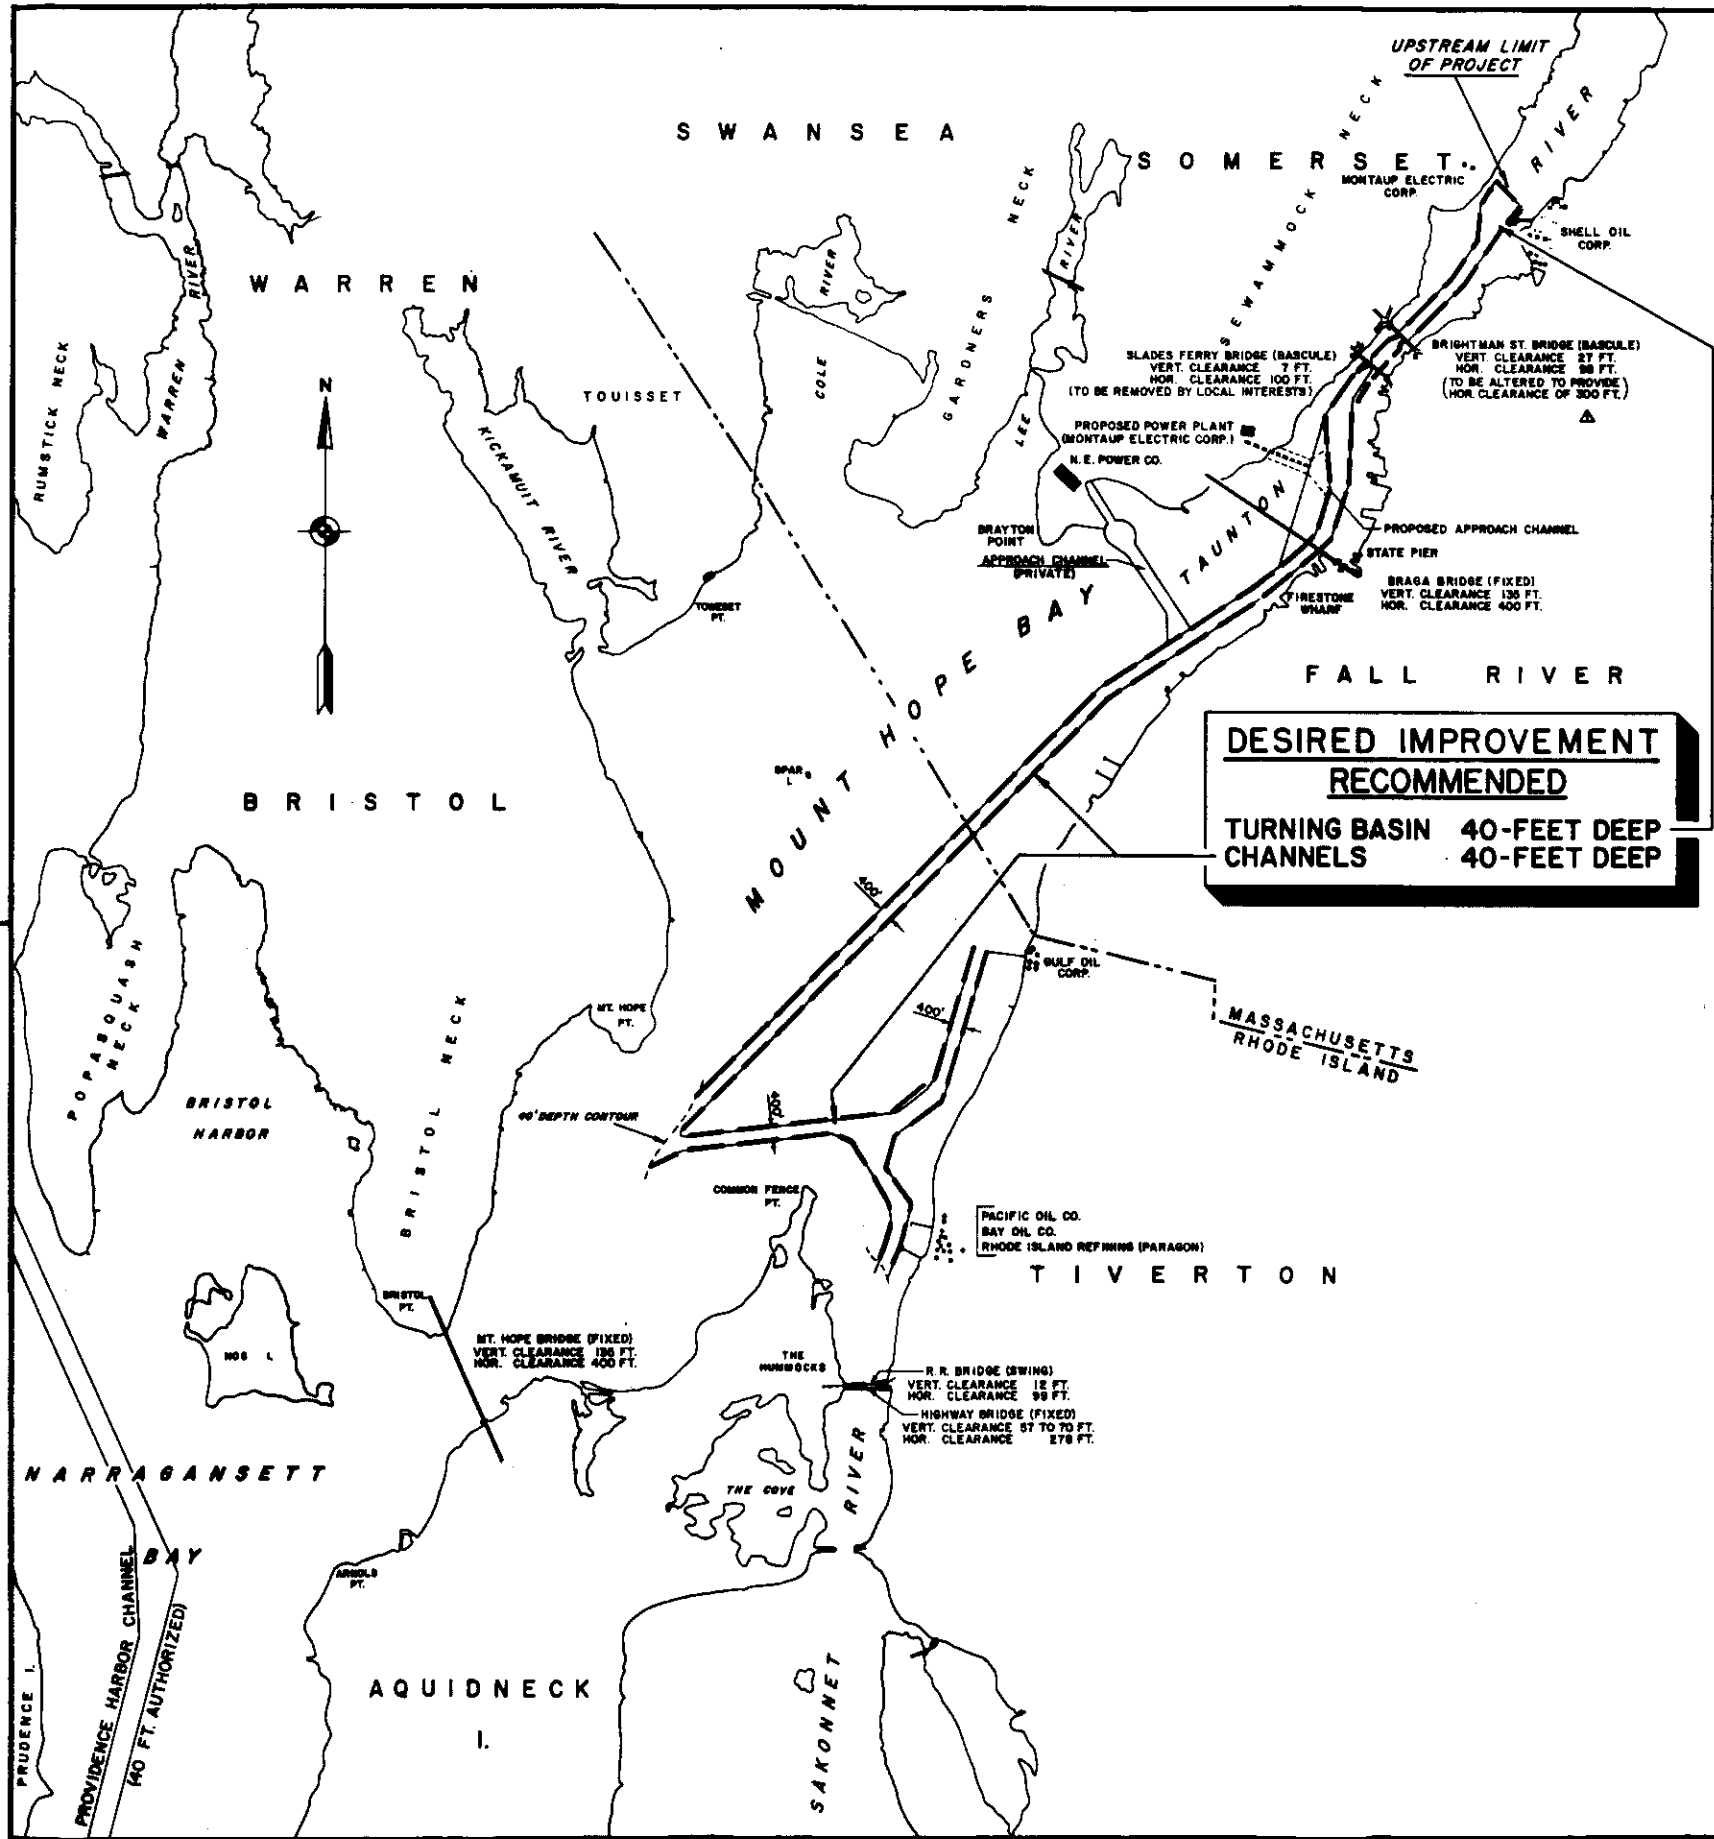 UPSTREAM LIMIT
OF PROJECT
SWANSEA
SOMERSET
MONTAUP ELECTRIC
CORP.
RIVER
SHELL OIL
CORP.
SEWAMMOCK NECK
GARDNERS NECK
LEE RIVER
COLE RIVER
WARREN
WARREN RIVER
RIVER
RUMSTICK NECK
N
TOUISSET
KICKAMUIT RIVER
SLADES FERRY BRIDGE (BASCULE)
VERT. CLEARANCE 7 FT.
HOR. CLEARANCE 100 FT.
(TO BE REMOVED BY LOCAL INTERESTS)
BRIGHTMAN ST. BRIDGE (BASCULE)
VERT. CLEARANCE 27 FT.
HOR. CLEARANCE 98 FT.
(TO BE ALTERED TO PROVIDE)
(HOR. CLEARANCE OF 300 FT.)
PROPOSED POWER PLANT
(MONTAUP ELECTRIC CORP.)
N.E. POWER CO.
BRAYTON
POINT
APPROACH CHANNEL
(PRIVATE)
TAUNTON
PROPOSED APPROACH CHANNEL
STATE PIER
BRAGA BRIDGE (FIXED)
VERT. CLEARANCE 135 FT.
HOR. CLEARANCE 400 FT.
FIRESTONE
WHARF
PT.
MOUNT HOPE BAY
FALL RIVER
SPAR
I.
DESIRED IMPROVEMENT
RECOMMENDED
TURNING BASIN 40-FEET DEEP
CHANNELS 40-FEET DEEP
BRISTOL
400'
GULF OIL
CORP.
400'
MASSACHUSETTS
RHODE ISLAND
POPASQUASH
NECK
BRISTOL NECK
MT. HOPE
PT.
BRISTOL
HARBOR
40' DEPTH CONTOUR
400'
COMMON FENCE
PT.
PACIFIC OIL CO.
BAY OIL CO.
RHODE ISLAND REFINING (PARAGON)
TIVERTON
BRISTOL
PT.
HOG I.
MT. HOPE BRIDGE (FIXED)
VERT. CLEARANCE 135 FT.
HOR. CLEARANCE 400 FT.
THE
HUMMOCKS
R.R. BRIDGE (SWING)
VERT. CLEARANCE 12 FT.
HOR. CLEARANCE 99 FT.
HIGHWAY BRIDGE (FIXED)
VERT. CLEARANCE 57 TO 70 FT.
HOR. CLEARANCE
NARRAGANSETT
BAY
THE COVE
RIVER
ARNOLDS
PT.
AQUIDNECK
I.
SAKONNET
PRUDENCE I.
PROVIDENCE HARBOR CHANNEL
(40 FT. AUTHORIZED)